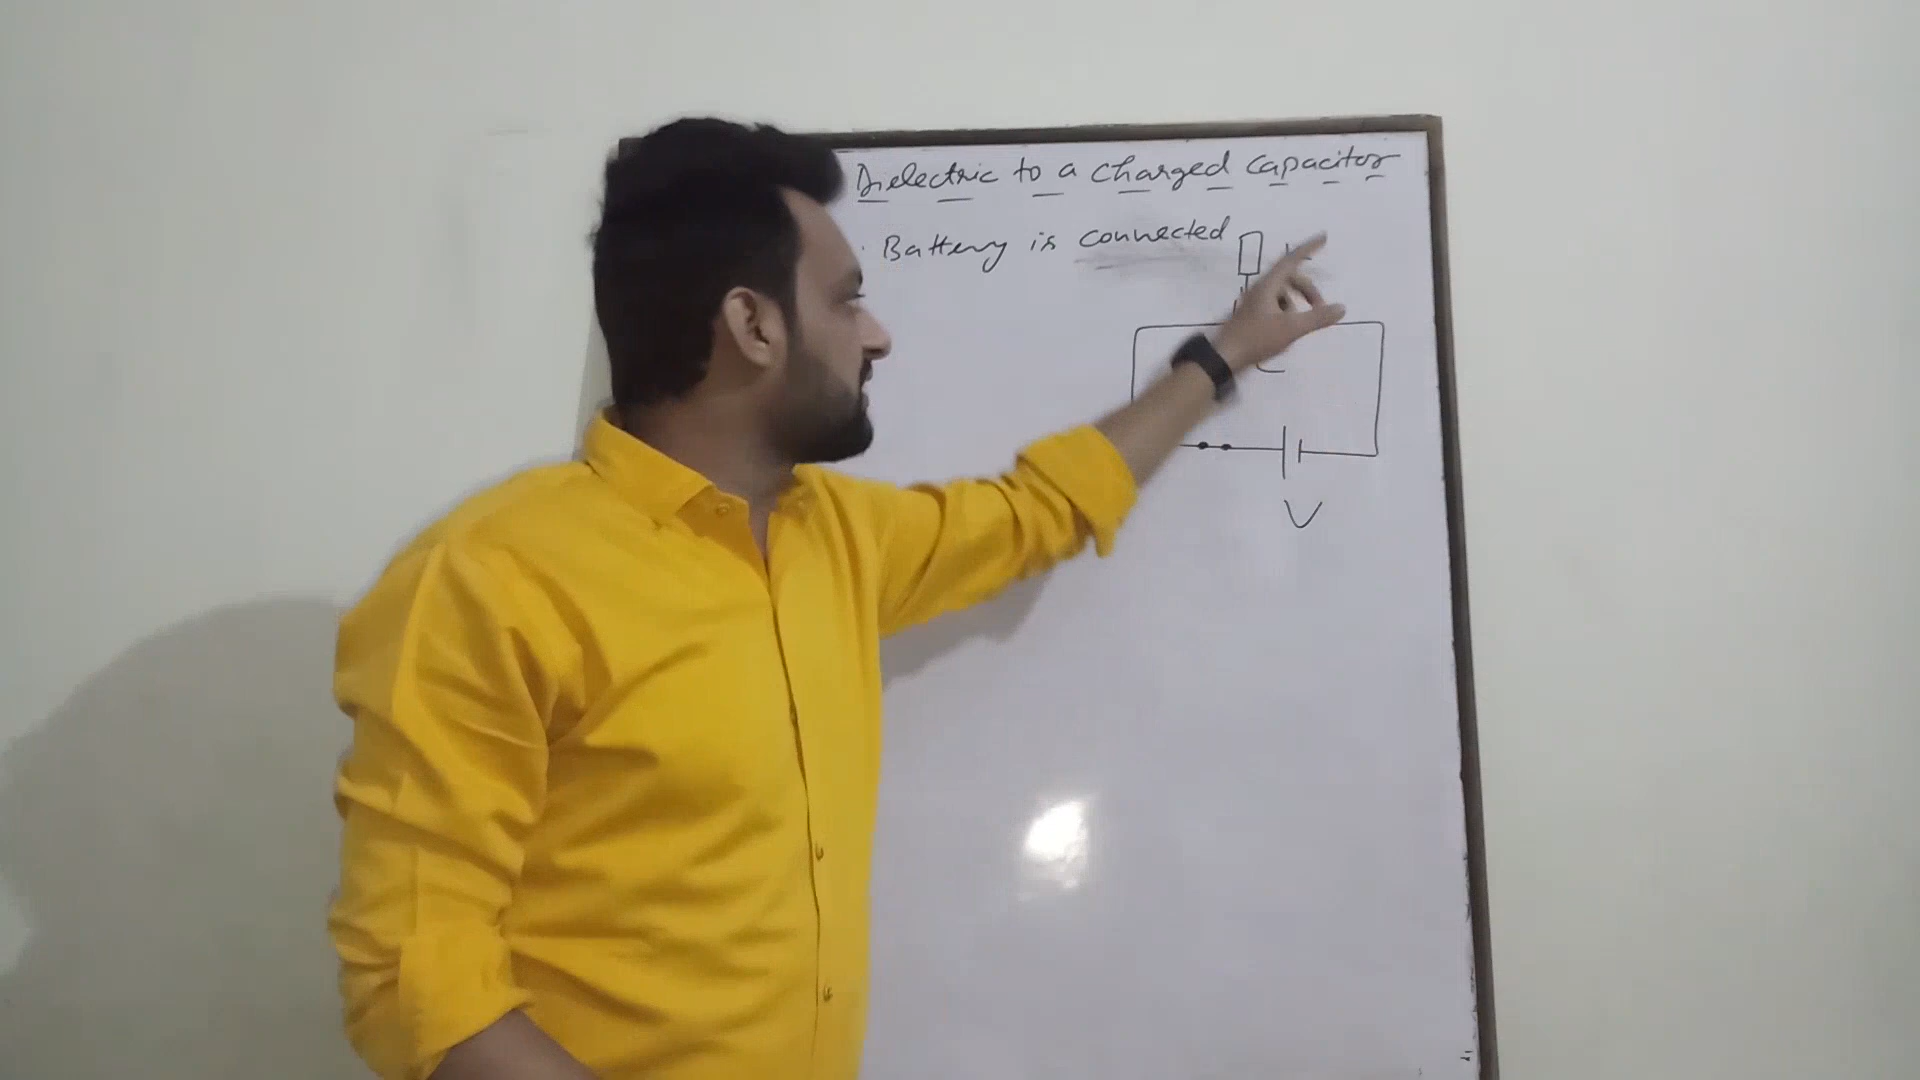 Dielectric to a charged capacitor
Battery is connected
C
V